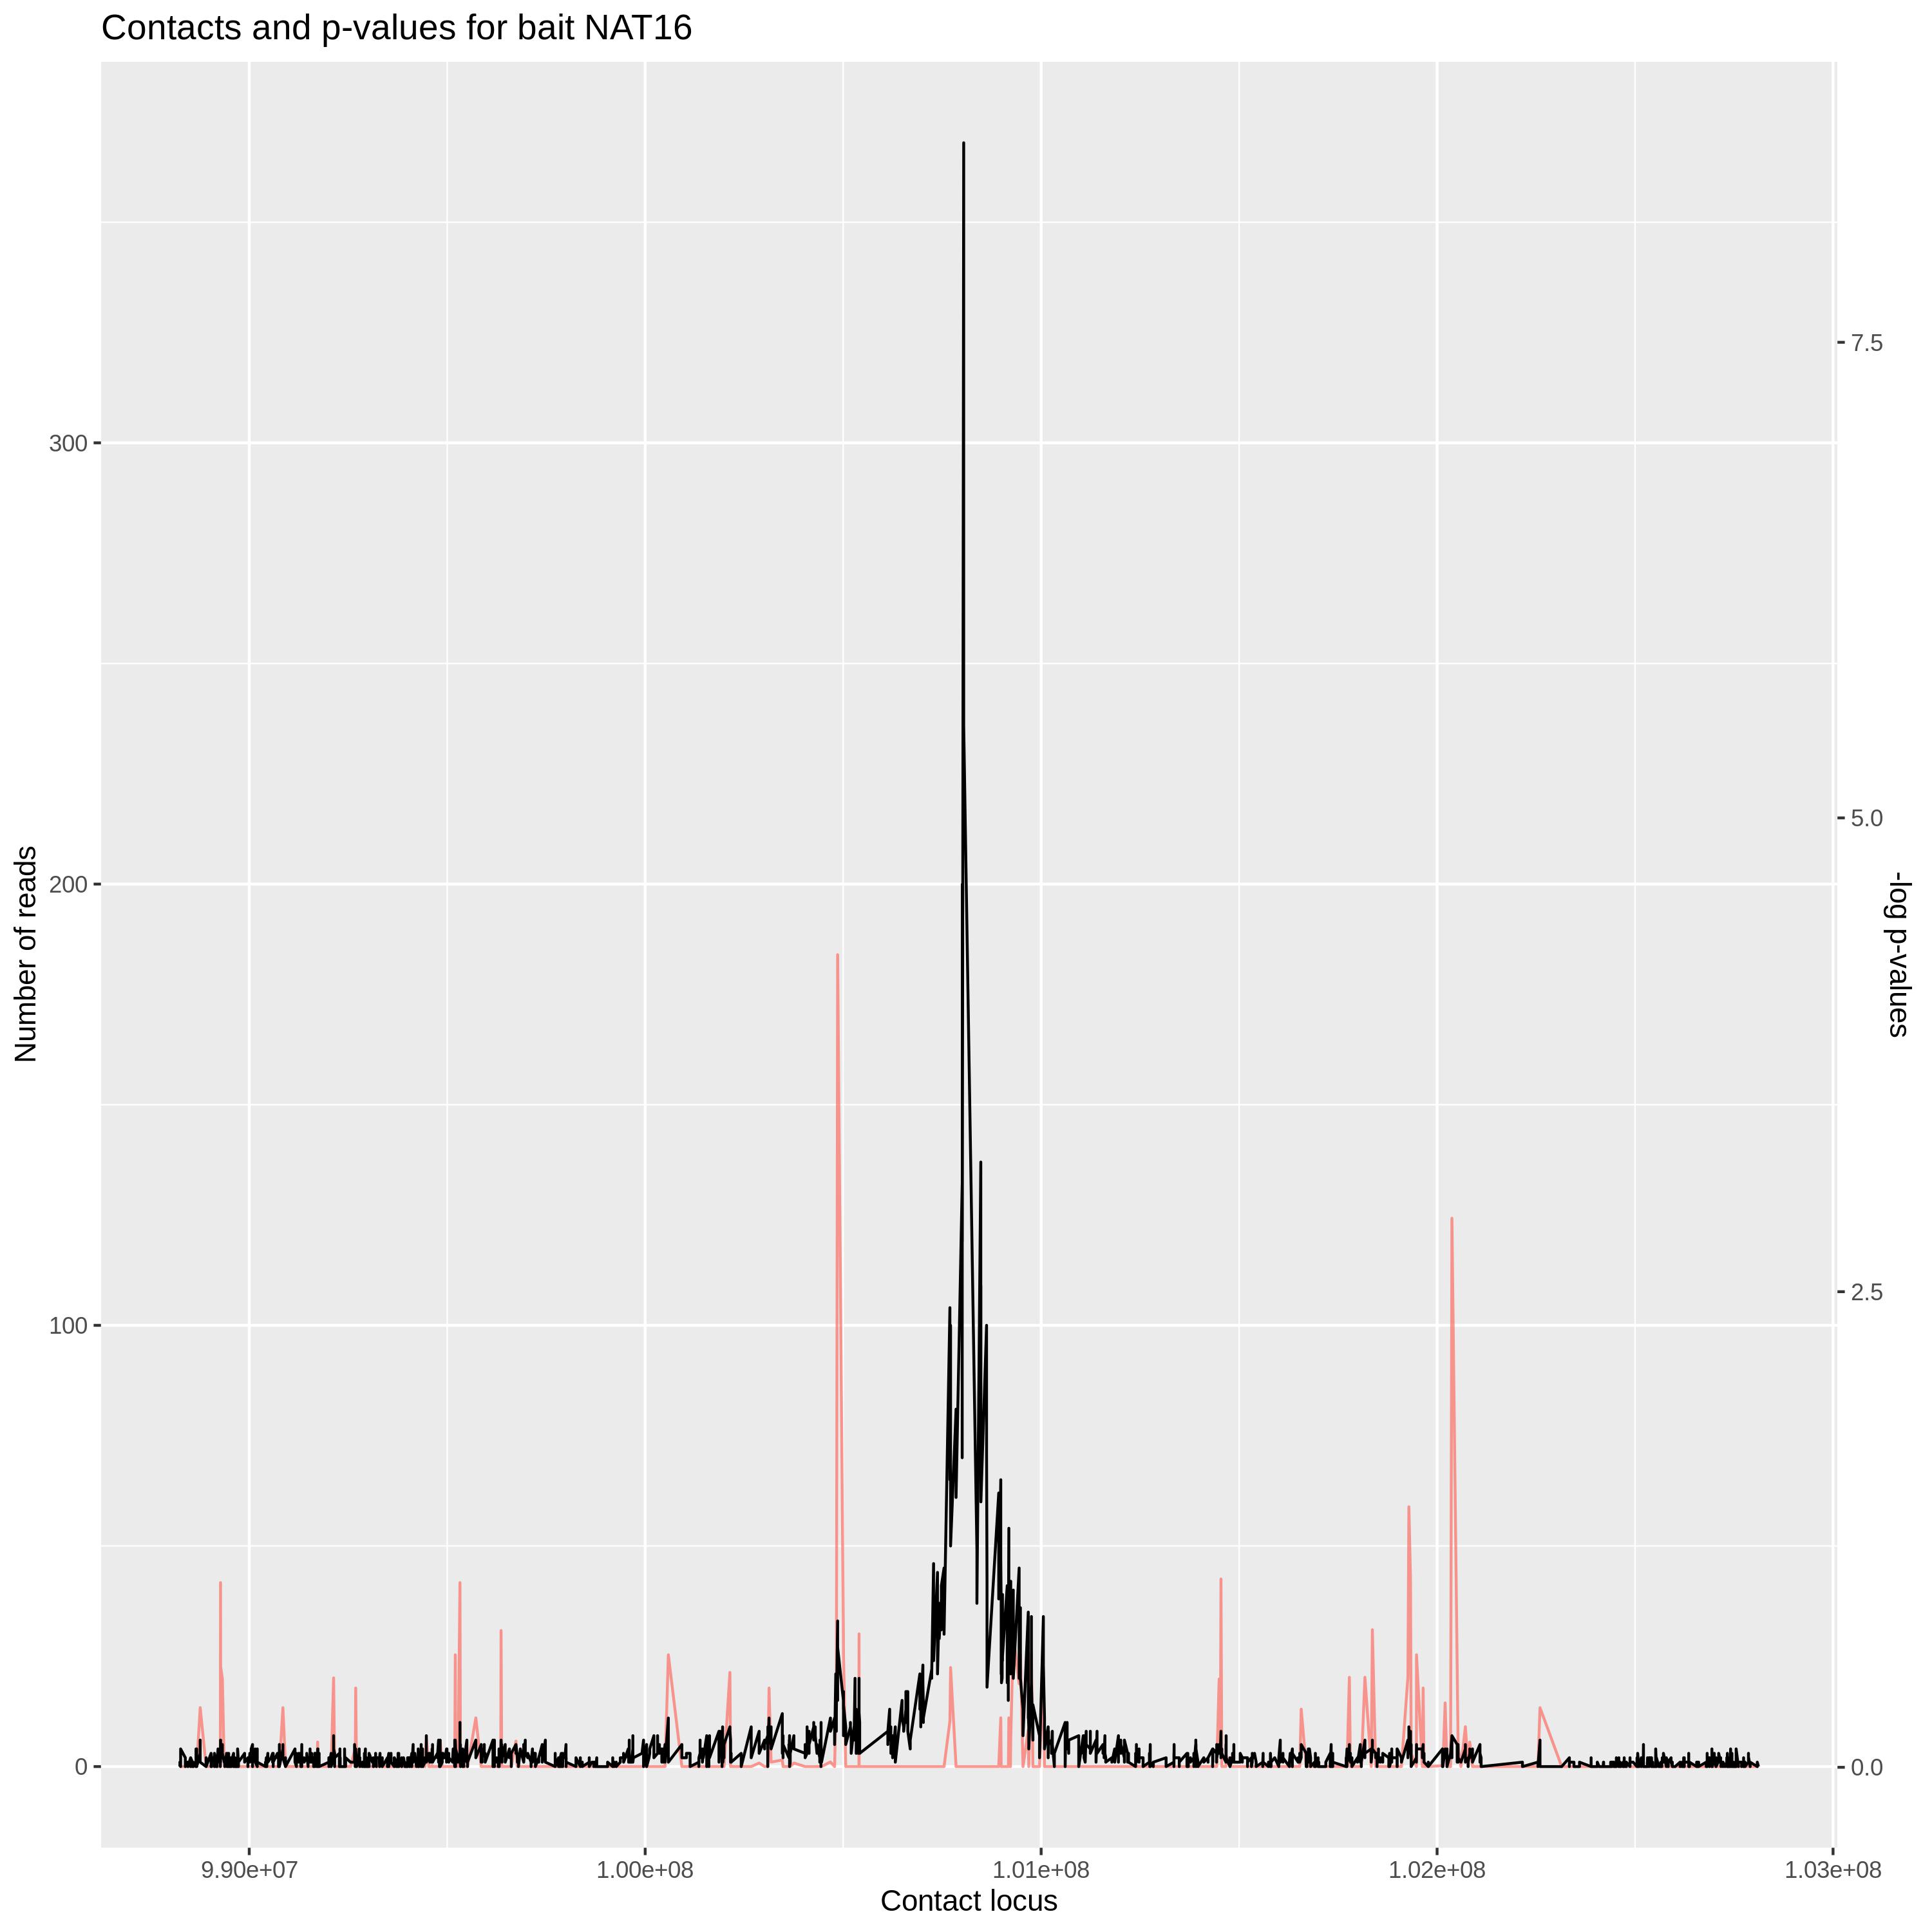 Contacts and p-values for bait NAT16
Number of reads
300
200
100
0
7.5
5.0
2.5
0.0
-log p-values
9.90e+07
1.00e+08
1.01e+08
1.02e+08
1.03e+08
Contact locus